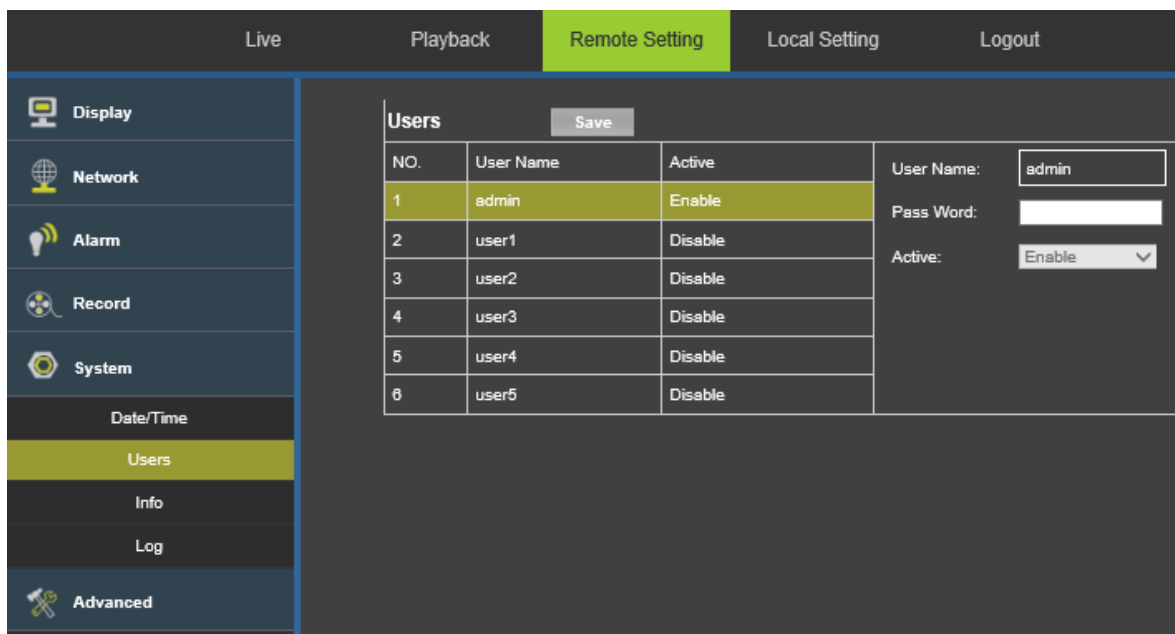 Live Playback Remote Setting Local Setting Logout
Display
Network
Alarm
Record
System
Date/Time
Users
Info
Log
Advanced
Users Save
NO. User Name Active
1 admin Enable
2 user1 Disable
3 user2 Disable
4 user3 Disable
5 user4 Disable
6 user5 Disable
User Name: admin
Pass Word:
Active: Enable